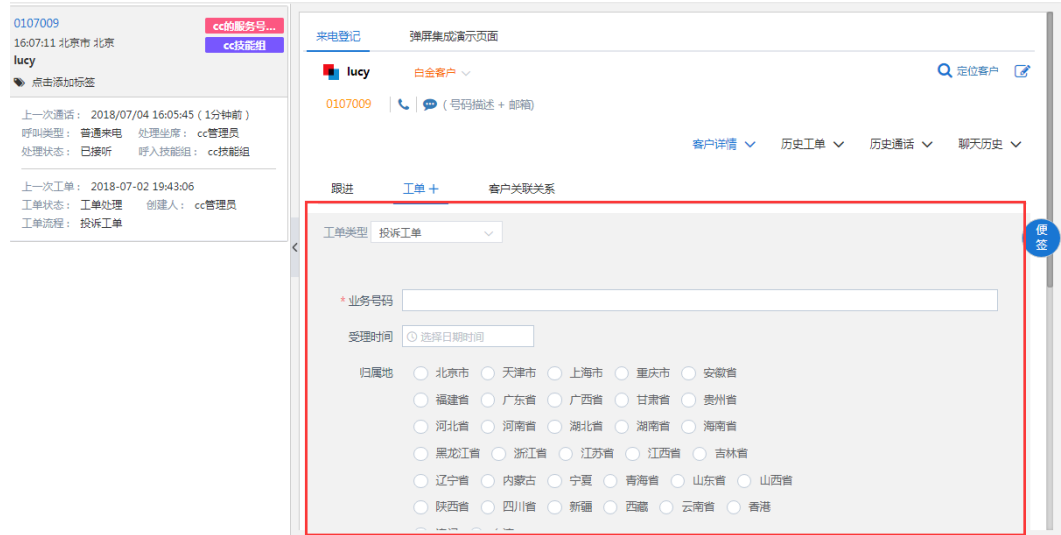 0107009
cc的服务号...
16:07:11 北京市 北京
cc技能组
lucy
点击添加标签
上一次通话： 2018/07/04 16:05:45 ( 1分钟前 )
呼叫类型： 普通来电 处理坐席： cc管理员
处理状态： 已接听 呼入技能组： cc技能组
上一次工单： 2018-07-02 19:43:06
工单状态： 工单处理 创建人： cc管理员
工单流程： 投诉工单
来电登记 弹屏集成演示页面
lucy 白金客户 定位客户
0107009 ( 号码描述 + 邮箱)
客户详情 历史工单 历史通话 聊天历史
跟进 工单 + 客户关联关系
便签
工单类型 投诉工单
* 业务号码
受理时间 选择日期时间
归属地 北京市 天津市 上海市 重庆市 安徽省
福建省 广东省 广西省 甘肃省 贵州省
河北省 河南省 湖北省 湖南省 海南省
黑龙江省 浙江省 江苏省 江西省 吉林省
辽宁省 内蒙古 宁夏 青海省 山东省 山西省
陕西省 四川省 新疆 西藏 云南省 香港